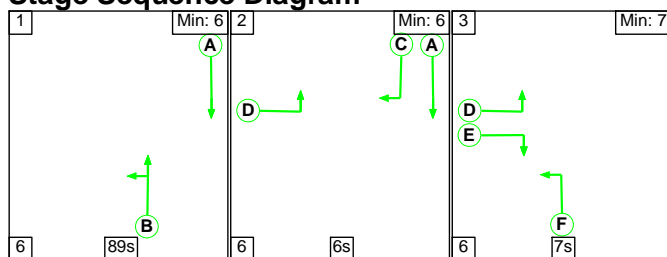 Stage Sequence Diagram
1 Min: 6
A
B
6 89s
2 Min: 6
C A
D
6 6s
3 Min: 7
D
E
F
6 7s